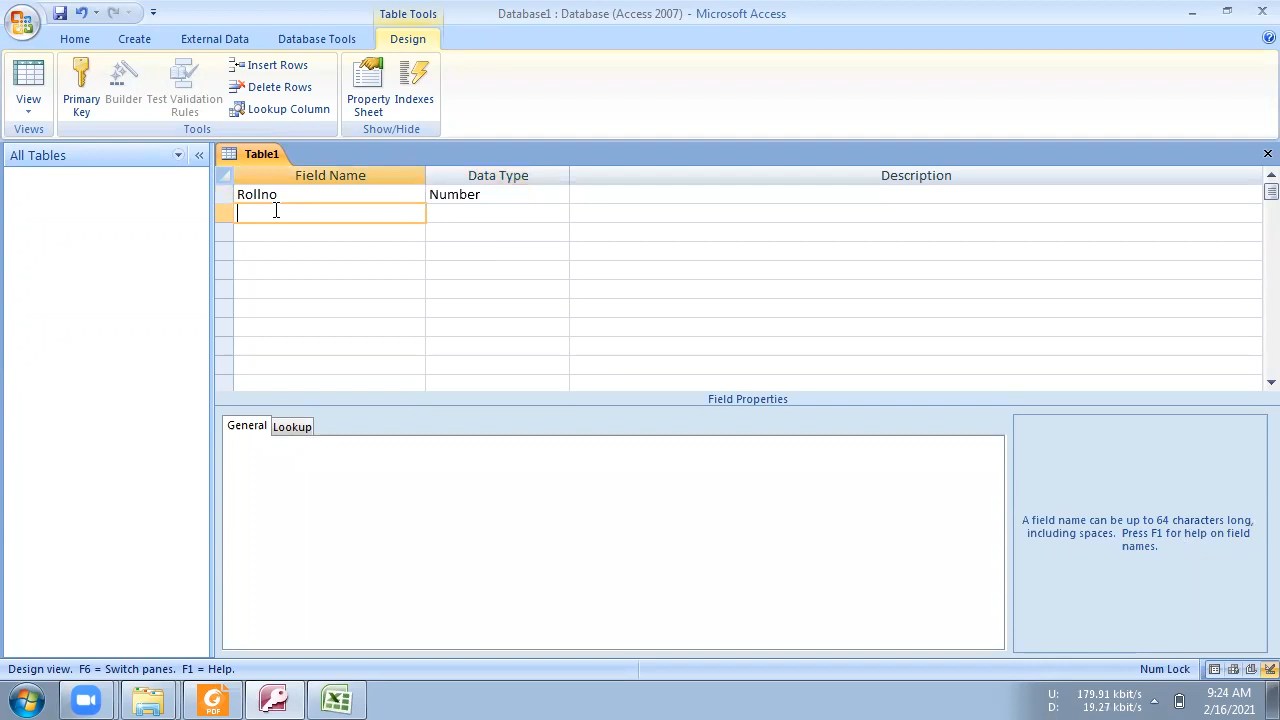 Table Tools
Database1 : Database (Access 2007) - Microsoft Access
Home
Create
External Data
Database Tools
Design
View
Primary
Key
Builder
Test Validation
Rules
Insert Rows
Delete Rows
Lookup Column
Property
Sheet
Indexes
Views
Tools
Show/Hide
All Tables
Table1
Field Name
Data Type
Description
Rollno
Number
Field Properties
General
Lookup
A field name can be up to 64 characters long,
including spaces. Press F1 for help on field
names.
Design view. F6 = Switch panes. F1 = Help.
Num Lock
PDF
U: 179.91 kbit/s
D: 19.27 kbit/s
9:24 AM
2/16/2021